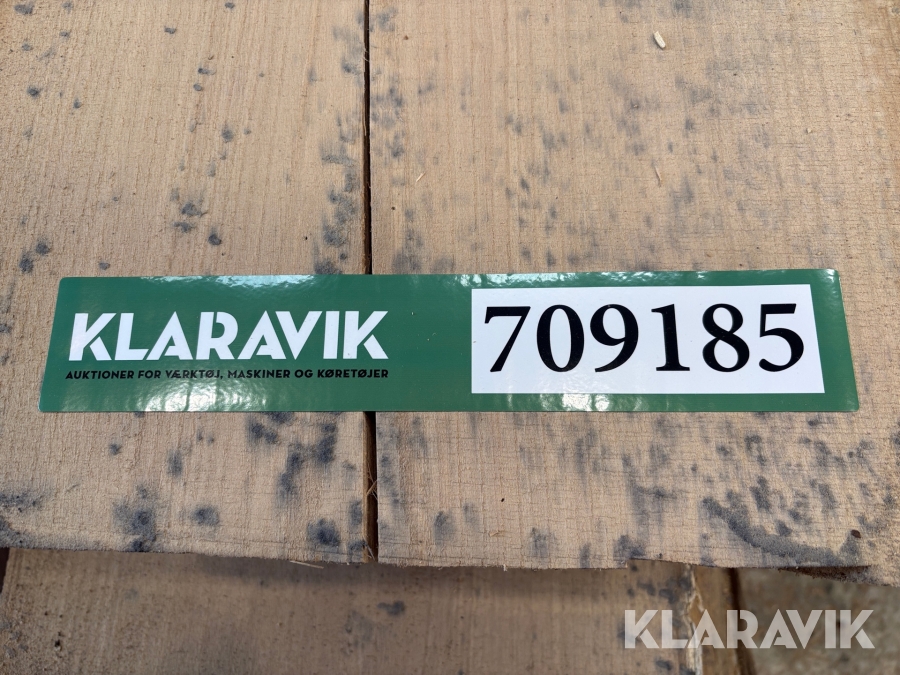 KLARAVIK
AUKTIONER FOR VÆRKTØJ, MASKINER OG KØRETØJER
709185
KLARAVIK